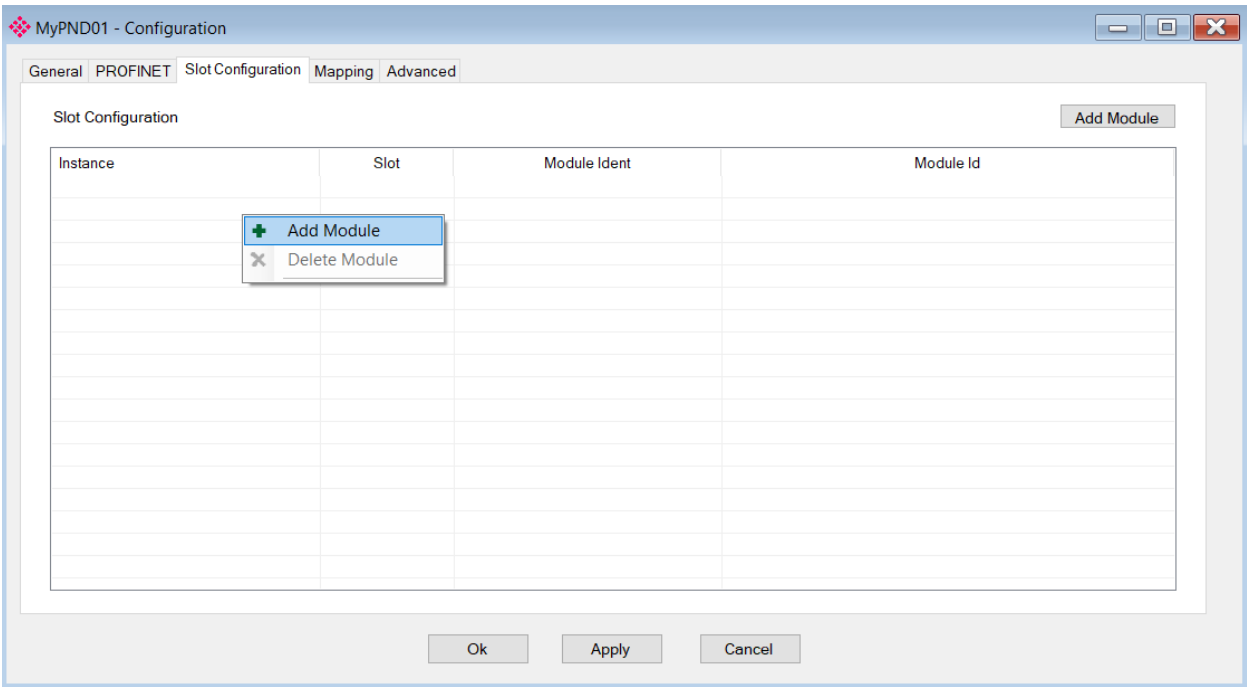 MyPND01 - Configuration
General PROFINET Slot Configuration Mapping Advanced
Slot Configuration Add Module
Instance Slot Module Ident Module Id
Add Module
Delete Module
Ok Apply Cancel